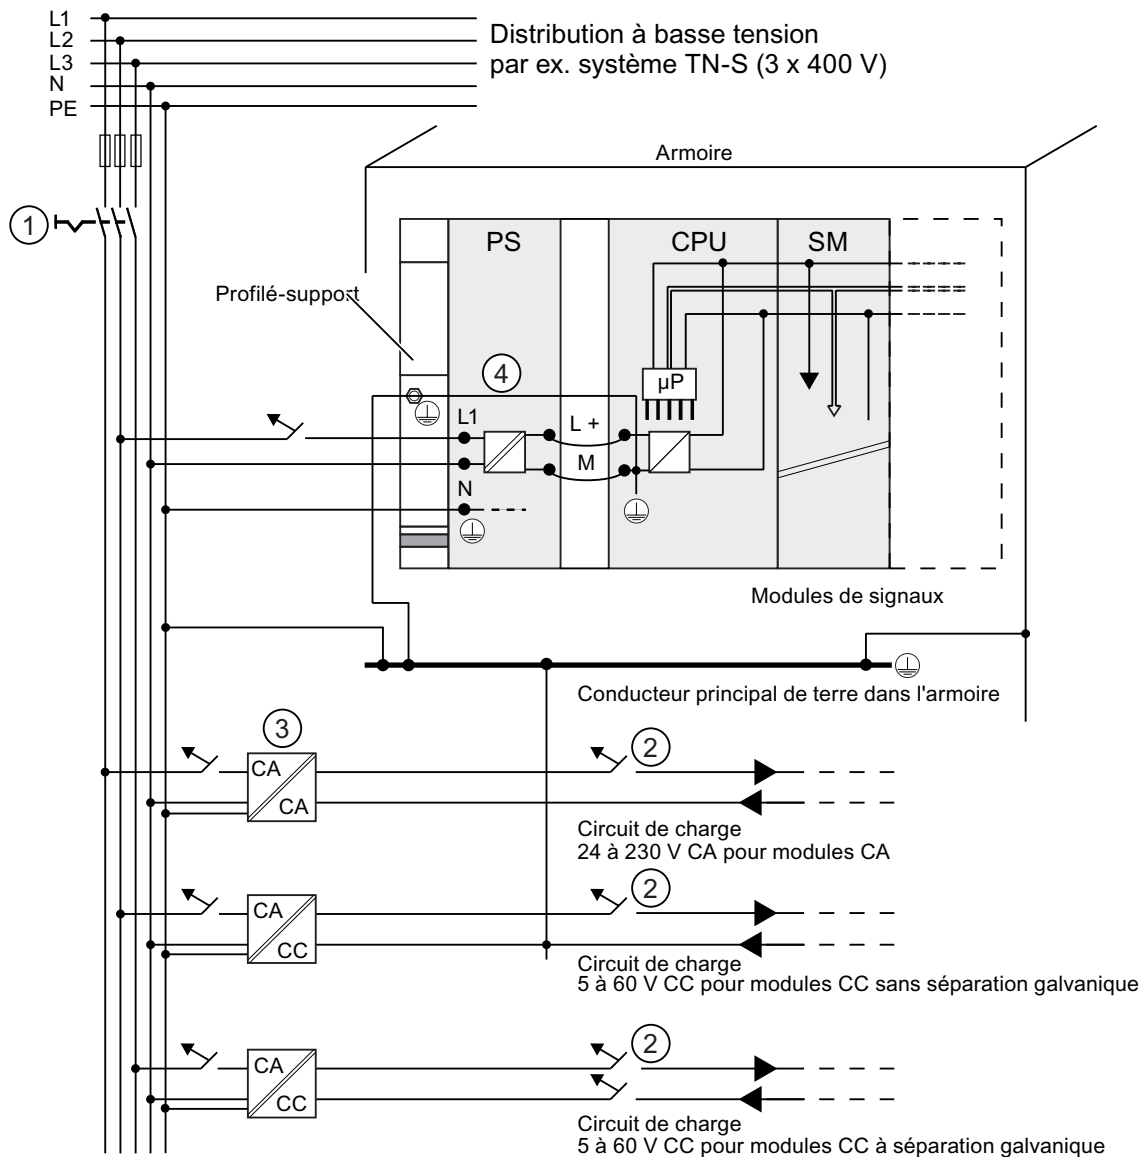 L1
L2
L3
N
PE
Distribution à basse tension
par ex. système TN-S (3 x 400 V)
Armoire
1
PS
CPU
SM
Profilé-support
4
µP
L1
L +
M
N
Modules de signaux
Conducteur principal de terre dans l'armoire
3
2
CA
CA
Circuit de charge
24 à 230 V CA pour modules CA
2
CA
CC
Circuit de charge
5 à 60 V CC pour modules CC sans séparation galvanique
2
CA
CC
Circuit de charge
5 à 60 V CC pour modules CC à séparation galvanique